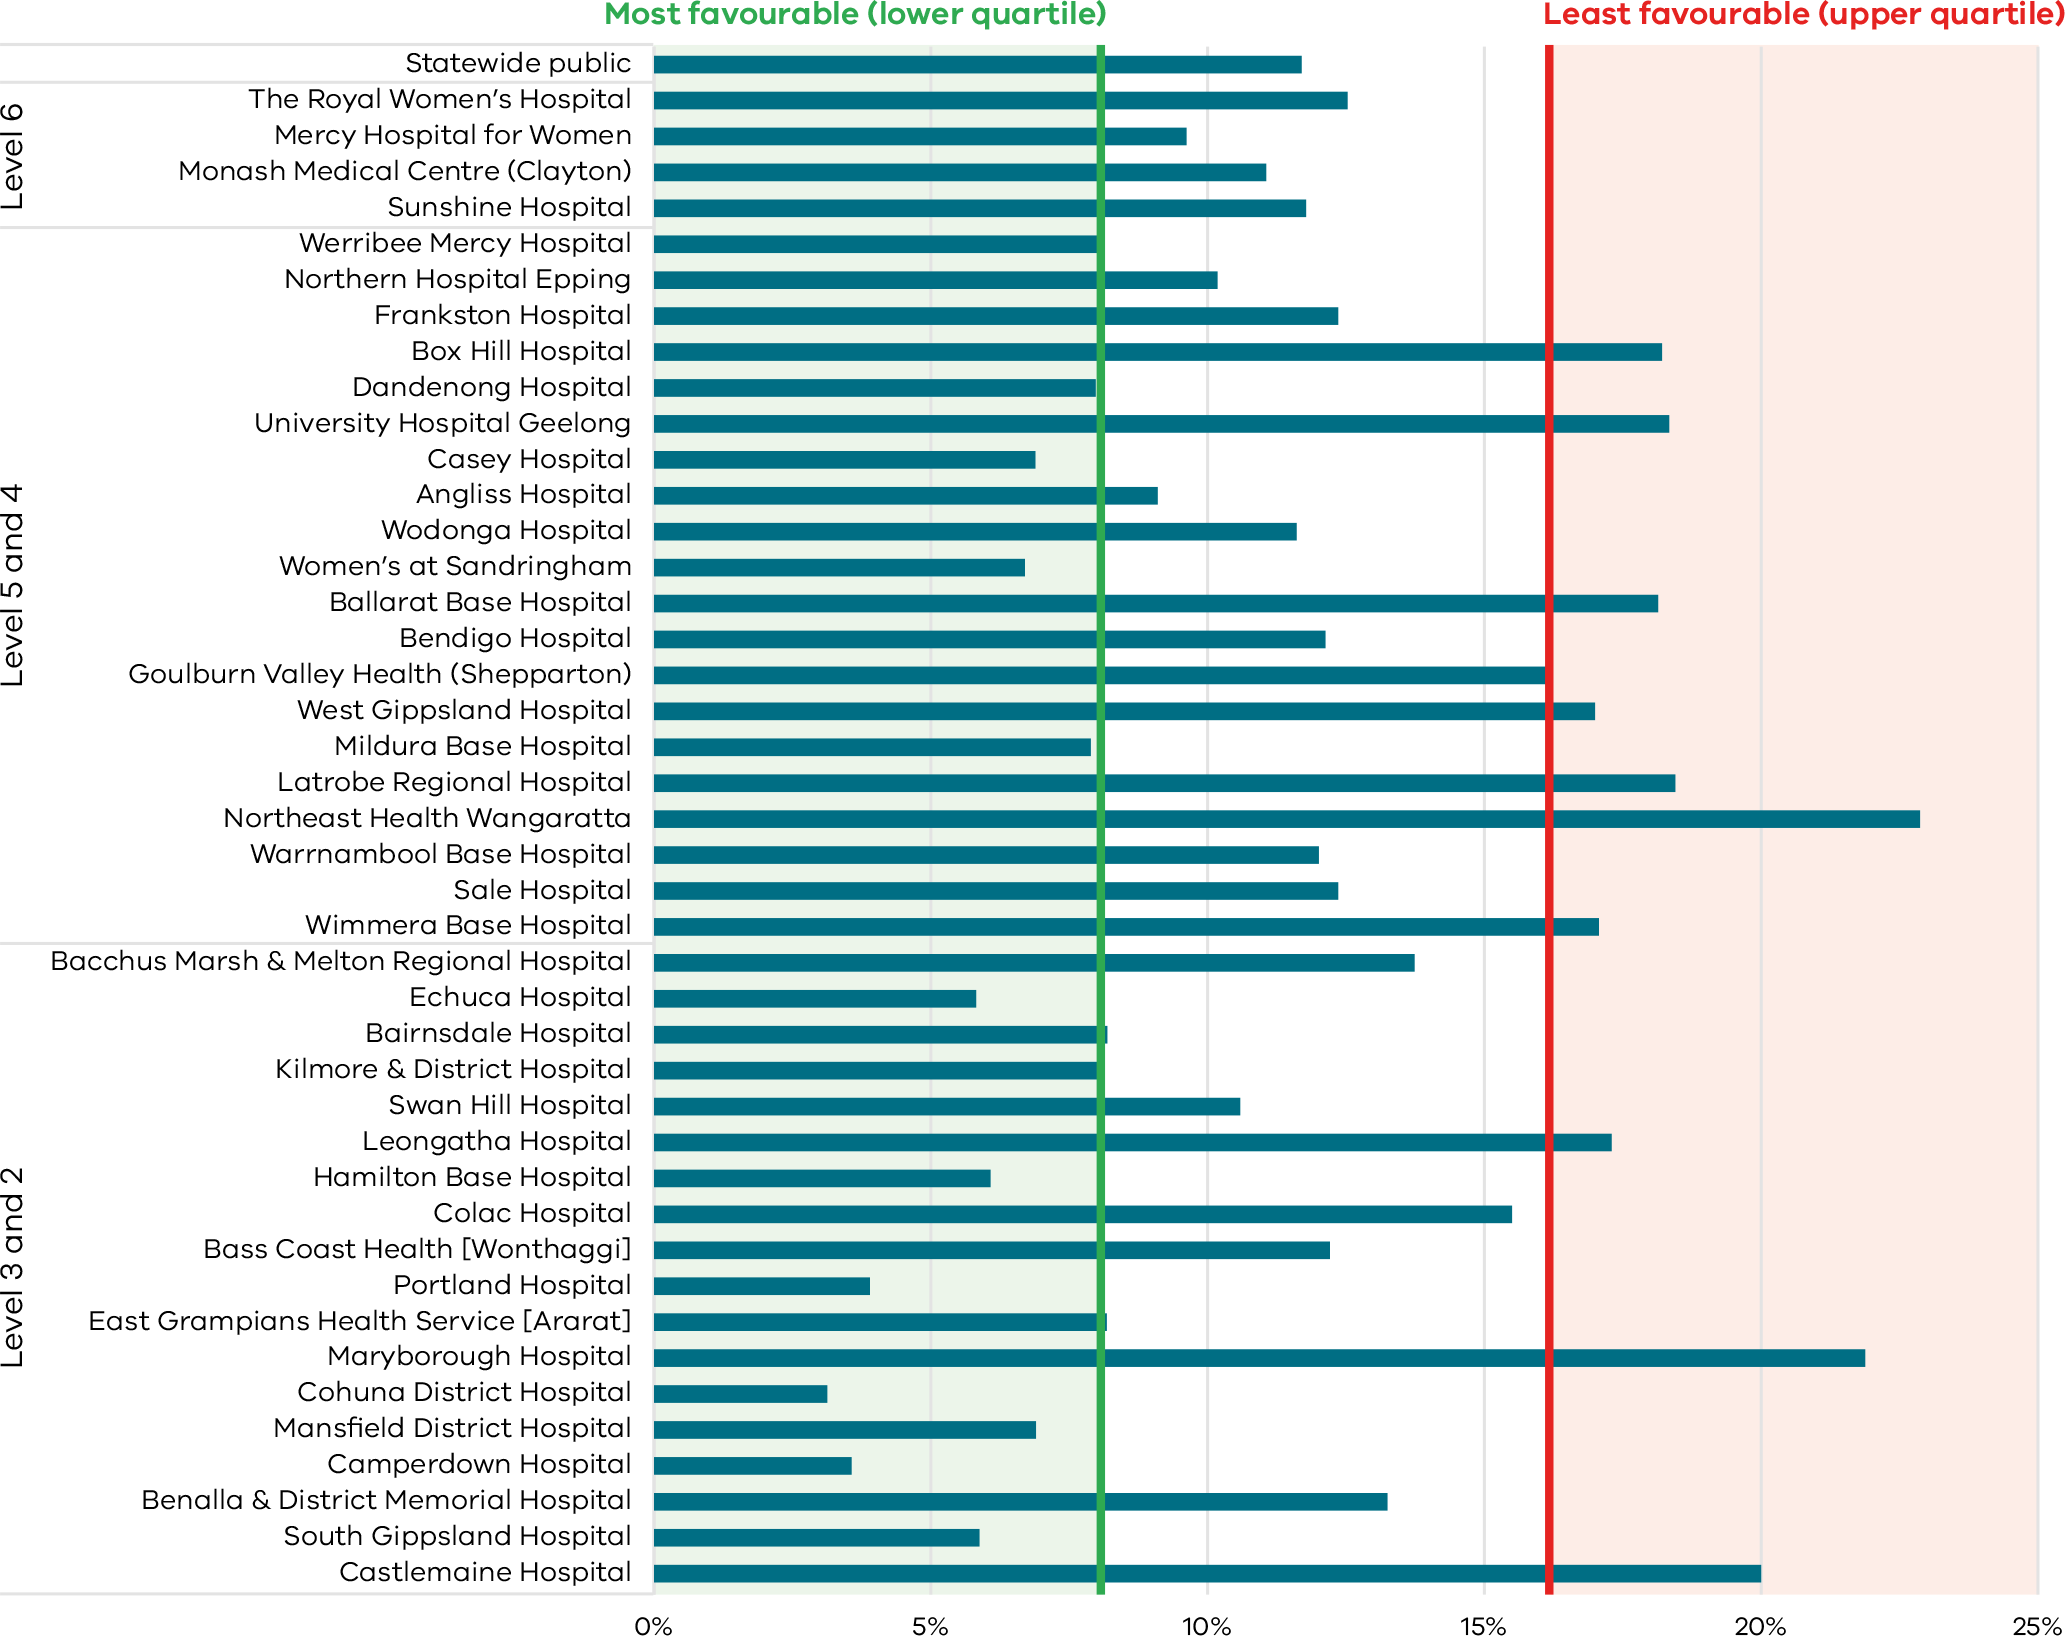 Most favourable (lower quartile)
Least favourable (upper quartile)
Statewide public
Level 6
The Royal Women’s Hospital
Mercy Hospital for Women
Monash Medical Centre (Clayton)
Sunshine Hospital
Level 5 and 4
Werribee Mercy Hospital
Northern Hospital Epping
Frankston Hospital
Box Hill Hospital
Dandenong Hospital
University Hospital Geelong
Casey Hospital
Angliss Hospital
Wodonga Hospital
Women’s at Sandringham
Ballarat Base Hospital
Bendigo Hospital
Goulburn Valley Health (Shepparton)
West Gippsland Hospital
Mildura Base Hospital
Latrobe Regional Hospital
Northeast Health Wangaratta
Warrnambool Base Hospital
Sale Hospital
Wimmera Base Hospital
Level 3 and 2
Bacchus Marsh & Melton Regional Hospital
Echuca Hospital
Bairnsdale Hospital
Kilmore & District Hospital
Swan Hill Hospital
Leongatha Hospital
Hamilton Base Hospital
Colac Hospital
Bass Coast Health [Wonthaggi]
Portland Hospital
East Grampians Health Service [Ararat]
Maryborough Hospital
Cohuna District Hospital
Mansfield District Hospital
Camperdown Hospital
Benalla & District Memorial Hospital
South Gippsland Hospital
Castlemaine Hospital
0% 5% 10% 15% 20% 25%